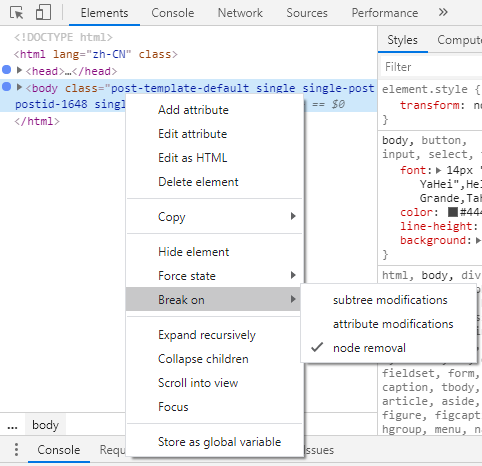 Elements Console Sources Network Performance »
<!DOCTYPE html>
<html lang="zh-CN" class>
<head>…</head>
<body class="post-template-default single single-post
postid-1648 singl == $0
</html>
Add attribute
Edit attribute
Edit as HTML
Delete element
Copy
Hide element
Force state
Break on
Expand recursively
Collapse children
Scroll into view
Focus
Store as global variable
subtree modifications
attribute modifications
node removal
Styles Compute
Filter
element.style {
transform: no
}
body, button,
input, select, t
font: 14px "
YaHei",Hel
Grande,Tah
color: #444
line-height:
background:
}
html, body, div
fieldset, form,
caption, tbody,
article, aside,
figure, figcapt
hgroup, menu, na
... body
Console Requ Issues